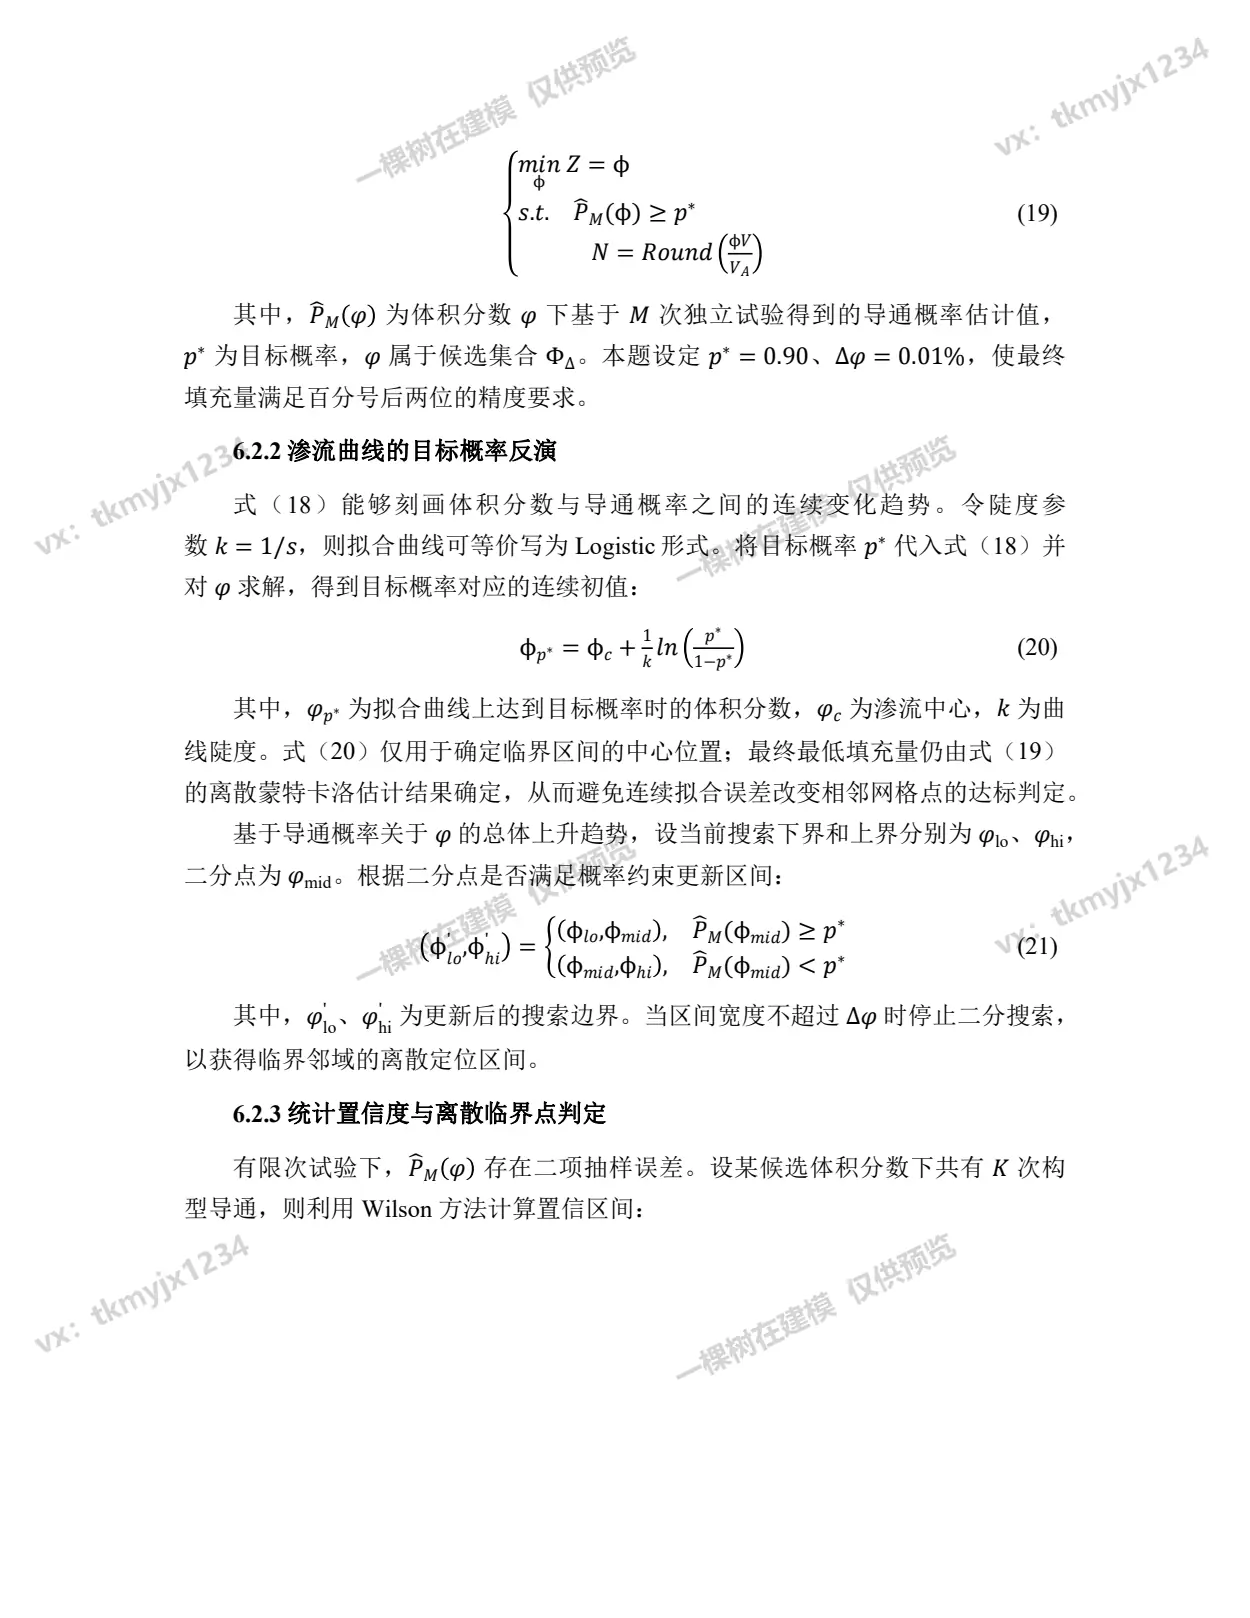 一棵树在建模 仅供预览
vx: tkmyjx1234
min Z = ϕ
ϕ
s.t. P̂_M(ϕ) ≥ p* (19)
N = Round(ϕV/V_A)
其中，P̂_M(φ) 为体积分数 φ 下基于 M 次独立试验得到的导通概率估计值，
p* 为目标概率，φ 属于候选集合 Φ_Δ。本题设定 p* = 0.90、Δφ = 0.01%，使最终
填充量满足百分号后两位的精度要求。
6.2.2 渗流曲线的目标概率反演
vx: tkmyjx1234
一棵树在建模 仅供预览
式（18）能够刻画体积分数与导通概率之间的连续变化趋势。令陡度参
数 k = 1/s，则拟合曲线可等价写为 Logistic 形式。将目标概率 p* 代入式（18）并
对 φ 求解，得到目标概率对应的连续初值：
ϕ_p* = ϕ_c + 1/k ln(p*/(1−p*)) (20)
其中，φ_p* 为拟合曲线上达到目标概率时的体积分数，φ_c 为渗流中心，k 为曲
线陡度。式（20）仅用于确定临界区间的中心位置；最终最低填充量仍由式（19）
的离散蒙特卡洛估计结果确定，从而避免连续拟合误差改变相邻网格点的达标判定。
基于导通概率关于 φ 的总体上升趋势，设当前搜索下界和上界分别为 φ_lo、φ_hi，
二分点为 φ_mid。根据二分点是否满足概率约束更新区间：
一棵树在建模 仅供预览
vx: tkmyjx1234
(ϕ'_lo,ϕ'_hi) = {(ϕ_lo,ϕ_mid), P̂_M(ϕ_mid) ≥ p*
(ϕ_mid,ϕ_hi), P̂_M(ϕ_mid) < p* (21)
其中，φ'_lo、φ'_hi 为更新后的搜索边界。当区间宽度不超过 Δφ 时停止二分搜索，
以获得临界邻域的离散定位区间。
6.2.3 统计置信度与离散临界点判定
有限次试验下，P̂_M(φ) 存在二项抽样误差。设某候选体积分数下共有 K 次构
型导通，则利用 Wilson 方法计算置信区间：
vx: tkmyjx1234
一棵树在建模 仅供预览